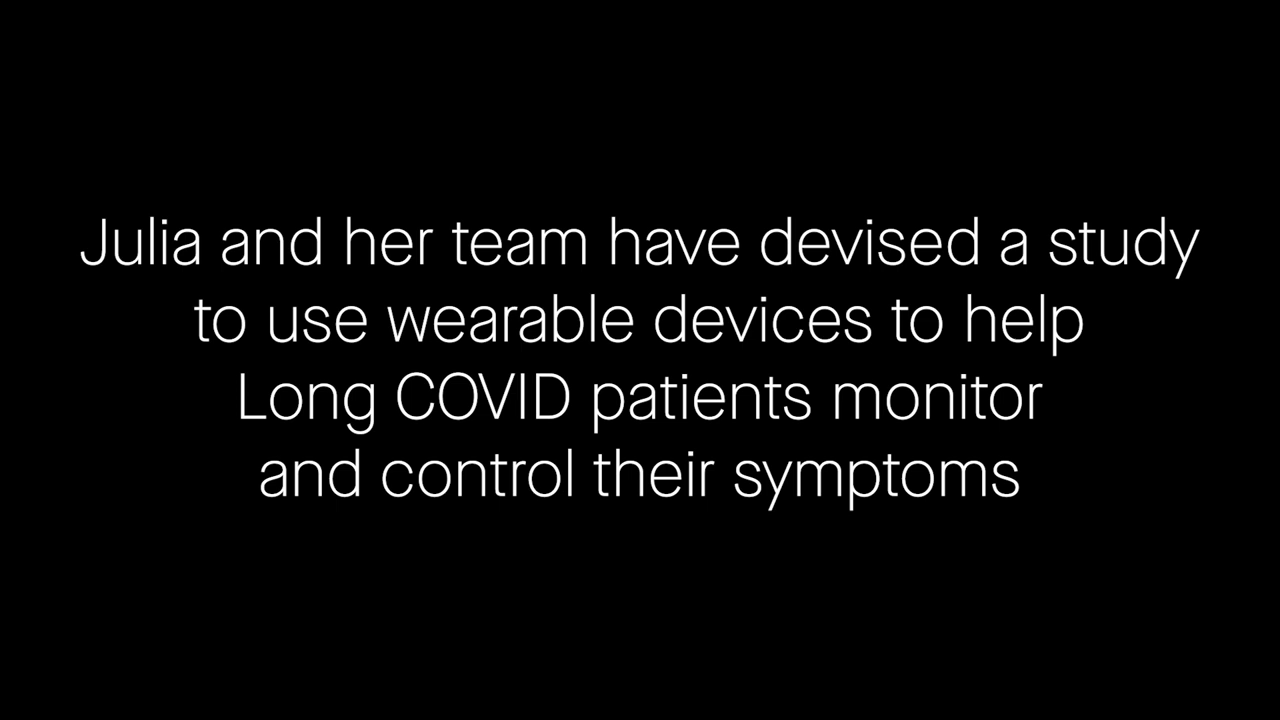 Julia and her team have devised a study
to use wearable devices to help
Long COVID patients monitor
and control their symptoms